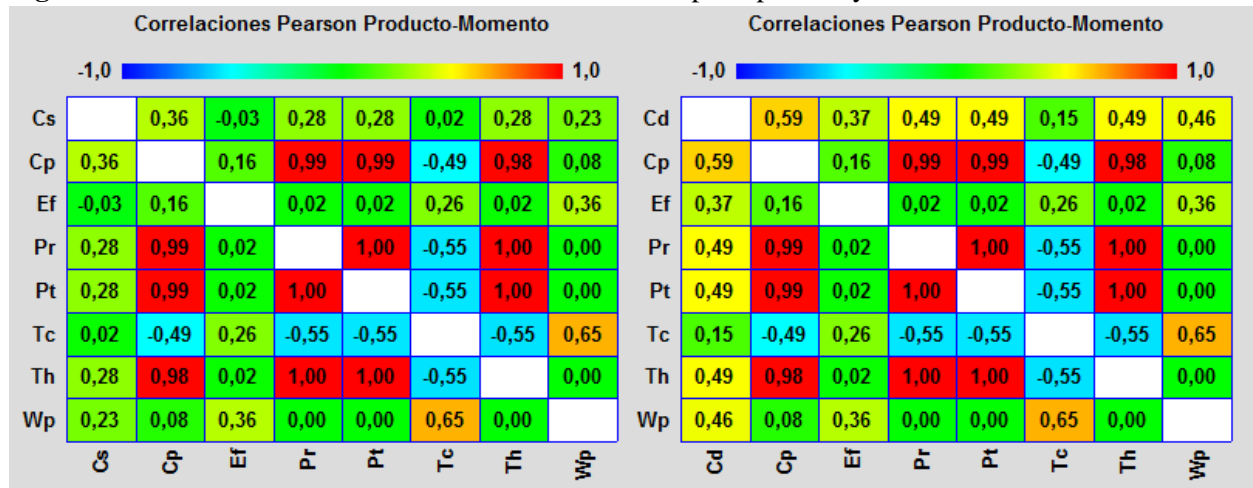 Correlaciones Pearson Producto-Momento
-1,0 1,0
Cs 0,36 -0,03 0,28 0,28 0,02 0,28 0,23
Cp 0,36 0,16 0,99 0,99 -0,49 0,98 0,08
Ef -0,03 0,16 0,02 0,02 0,26 0,02 0,36
Pr 0,28 0,99 0,02 1,00 -0,55 1,00 0,00
Pt 0,28 0,99 0,02 1,00 -0,55 1,00 0,00
Tc 0,02 -0,49 0,26 -0,55 -0,55 -0,55 0,65
Th 0,28 0,98 0,02 1,00 1,00 -0,55 0,00
Wp 0,23 0,08 0,36 0,00 0,00 0,65 0,00
Cs Cp Ef Pr Pt Tc Th Wp
Correlaciones Pearson Producto-Momento
-1,0 1,0
Cd 0,59 0,37 0,49 0,49 0,15 0,49 0,46
Cp 0,59 0,16 0,99 0,99 -0,49 0,98 0,08
Ef 0,37 0,16 0,02 0,02 0,26 0,02 0,36
Pr 0,49 0,99 0,02 1,00 -0,55 1,00 0,00
Pt 0,49 0,99 0,02 1,00 -0,55 1,00 0,00
Tc 0,15 -0,49 0,26 -0,55 -0,55 -0,55 0,65
Th 0,49 0,98 0,02 1,00 1,00 -0,55 0,00
Wp 0,46 0,08 0,36 0,00 0,00 0,65 0,00
Cd Cp Ef Pr Pt Tc Th Wp